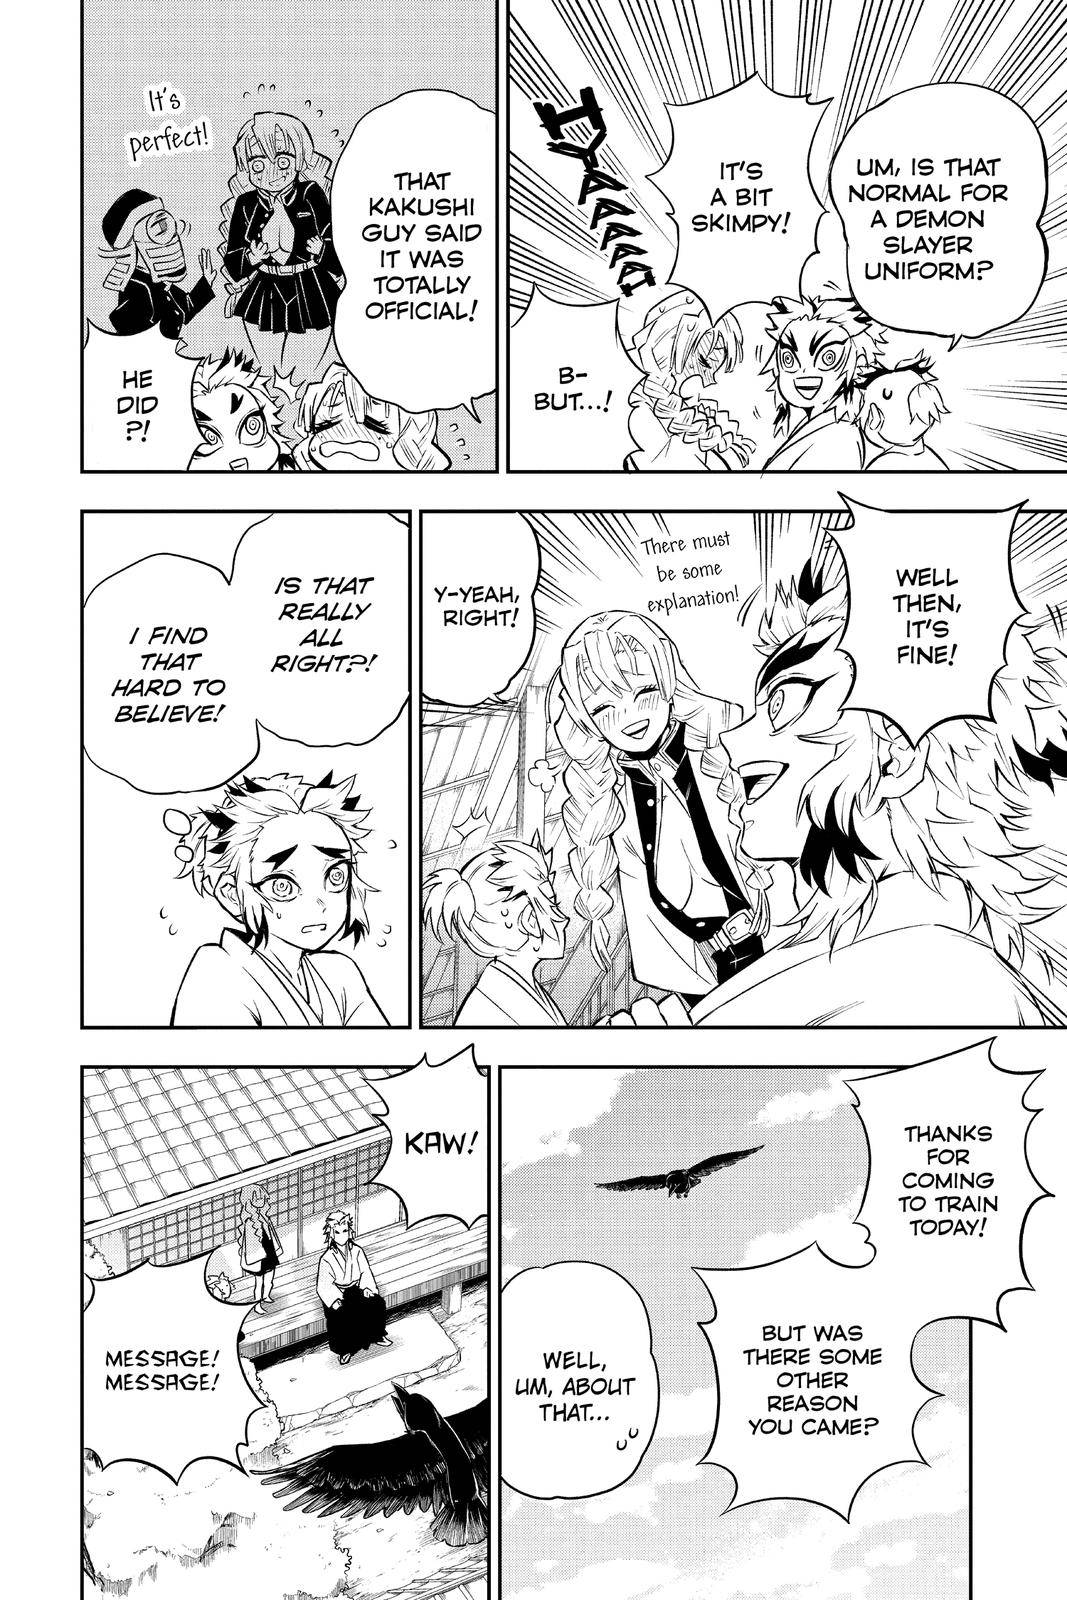 UM, IS THAT
NORMAL FOR
A DEMON
SLAYER
UNIFORM?
IT'S
A BIT
SKIMPY!
HYAAAAA!
B-
BUT...!
THAT
KAKUSHI
GUY SAID
IT WAS
TOTALLY
OFFICIAL!
It's
perfect!
HE
DID
?!
WELL
THEN,
IT'S
FINE!
There must
be some
explanation!
Y-YEAH,
RIGHT!
IS THAT
REALLY
ALL
RIGHT?!
I FIND
THAT
HARD TO
BELIEVE!
THANKS
FOR
COMING
TO TRAIN
TODAY!
BUT WAS
THERE SOME
OTHER
REASON
YOU CAME?
WELL,
UM, ABOUT
THAT...
KAW!
MESSAGE!
MESSAGE!